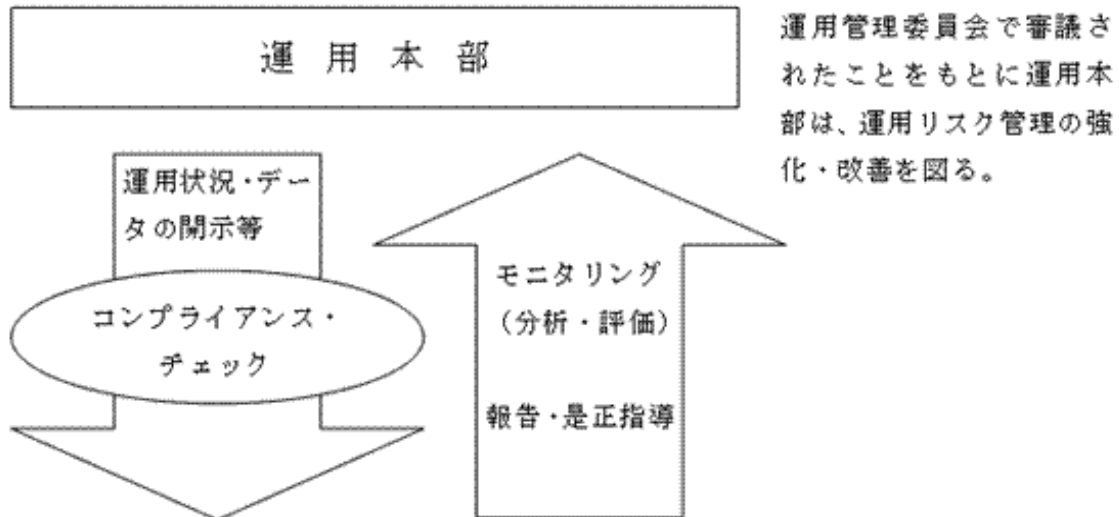 運用本部
運用管理委員会で審議さ
れたことをもとに運用本
部は、運用リスク管理の強
化・改善を図る。
運用状況・デー
タの開示等
コンプライアンス・
チェック
モニタリング
（分析・評価）
報告・是正指導